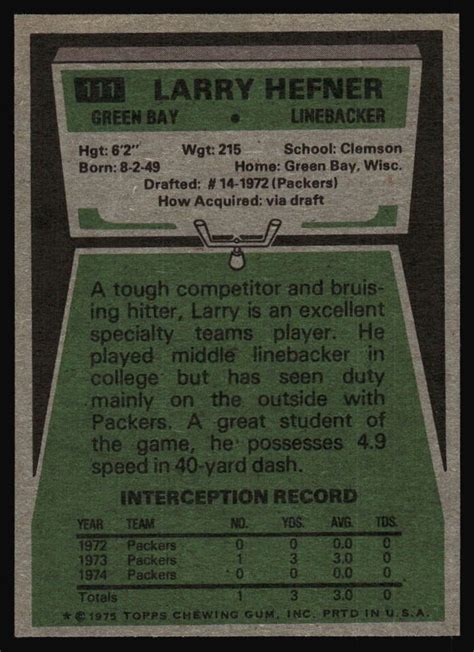 111 LARRY HEFNER
GREEN BAY • LINEBACKER
Hgt: 6'2" Wgt: 215 School: Clemson
Born: 8-2-49 Home: Green Bay, Wisc.
Drafted: #14-1972 (Packers)
How Acquired: via draft
A tough competitor and bruis-
ing hitter, Larry is an excellent
specialty teams player. He
played middle linebacker in
college but has seen duty
mainly on the outside with
Packers. A great student of
the game, he possesses 4.9
speed in 40-yard dash.
INTERCEPTION RECORD
YEAR TEAM NO. YDS. AVG. TDS.
1972 Packers 0 0 0.0 0
1973 Packers 1 3 3.0 0
1974 Packers 0 0 0.0 0
Totals 1 3 3.0 0
★ © 1975 TOPPS CHEWING GUM, INC. PRTD IN U.S.A.